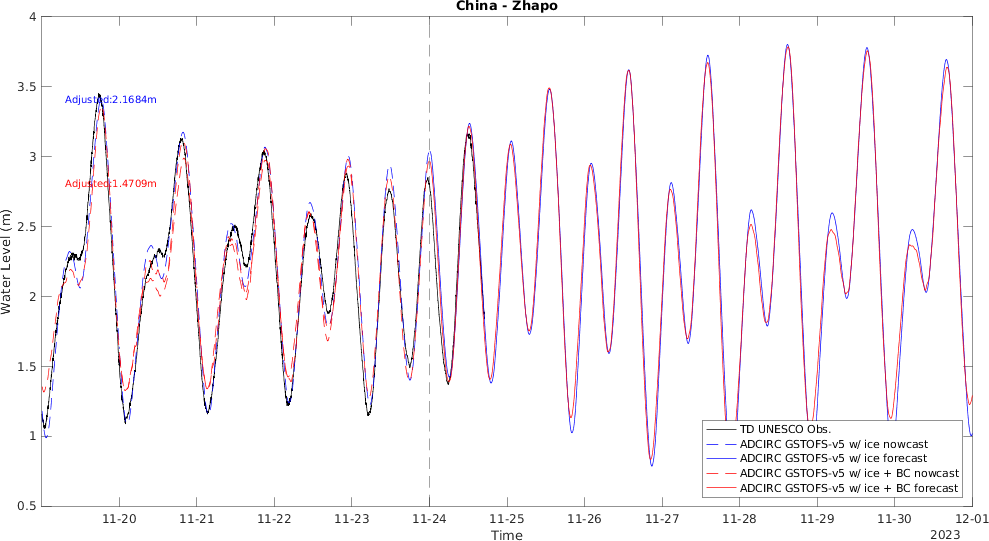 China - Zhapo
4
3.5
3
2.5
2
1.5
1
0.5
Water Level (m)
Adjusted:2.1684m
Adjusted:1.4709m
TD UNESCO Obs.
ADCIRC GSTOFS-v5 w/ ice nowcast
ADCIRC GSTOFS-v5 w/ ice forecast
ADCIRC GSTOFS-v5 w/ ice + BC nowcast
ADCIRC GSTOFS-v5 w/ ice + BC forecast
11-20 11-21 11-22 11-23 11-24 11-25 11-26 11-27 11-28 11-29 11-30 12-01
Time
2023